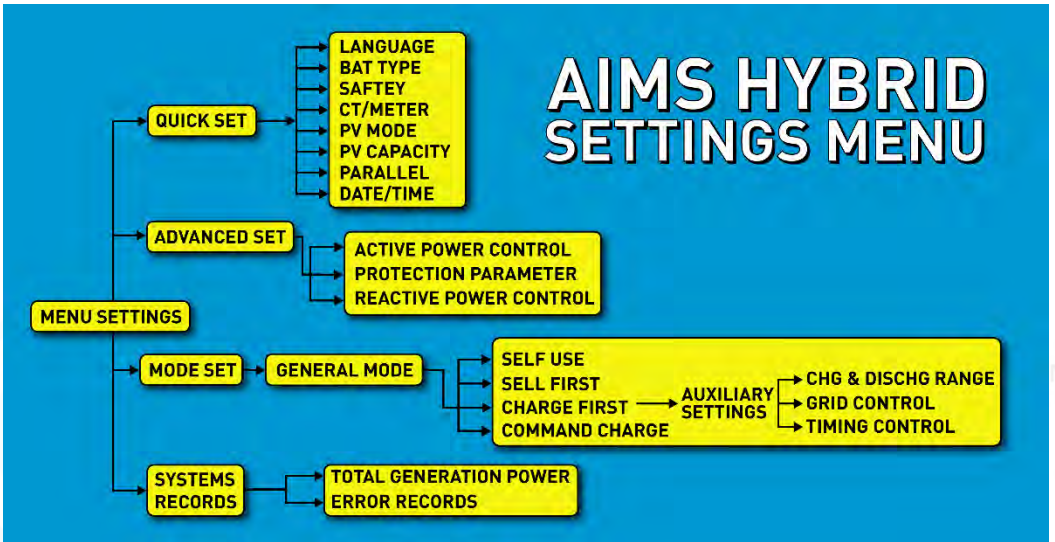 AIMS HYBRID
SETTINGS MENU
MENU SETTINGS
QUICK SET
LANGUAGE
BAT TYPE
SAFTEY
CT/METER
PV MODE
PV CAPACITY
PARALLEL
DATE/TIME
ADVANCED SET
ACTIVE POWER CONTROL
PROTECTION PARAMETER
REACTIVE POWER CONTROL
MODE SET
GENERAL MODE
SELF USE
SELL FIRST
CHARGE FIRST
COMMAND CHARGE
AUXILIARY
SETTINGS
CHG & DISCHG RANGE
GRID CONTROL
TIMING CONTROL
SYSTEMS
RECORDS
TOTAL GENERATION POWER
ERROR RECORDS